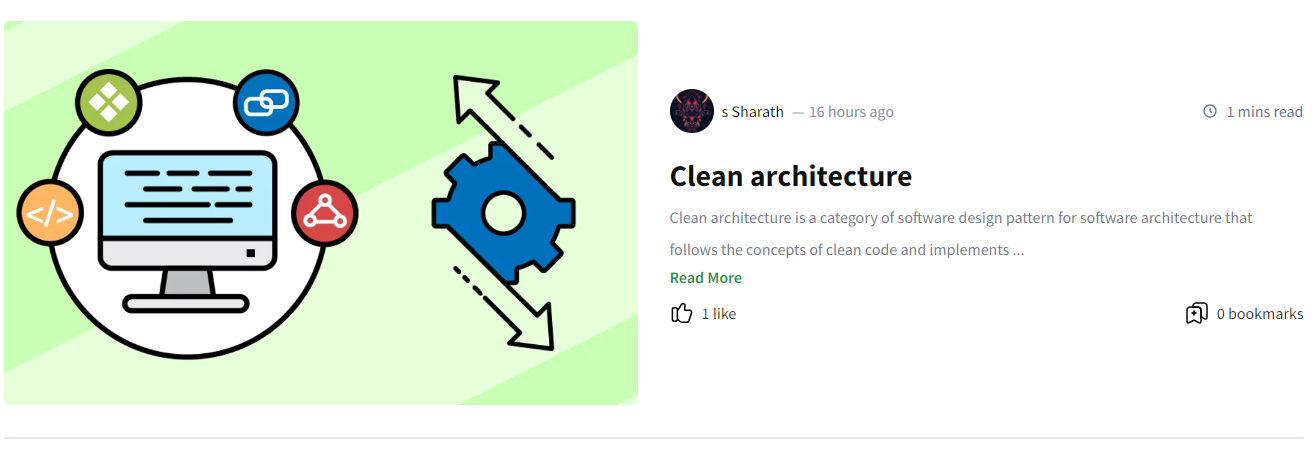 s Sharath — 16 hours ago
1 mins read
Clean architecture
Clean architecture is a category of software design pattern for software architecture that
follows the concepts of clean code and implements ...
Read More
1 like
0 bookmarks